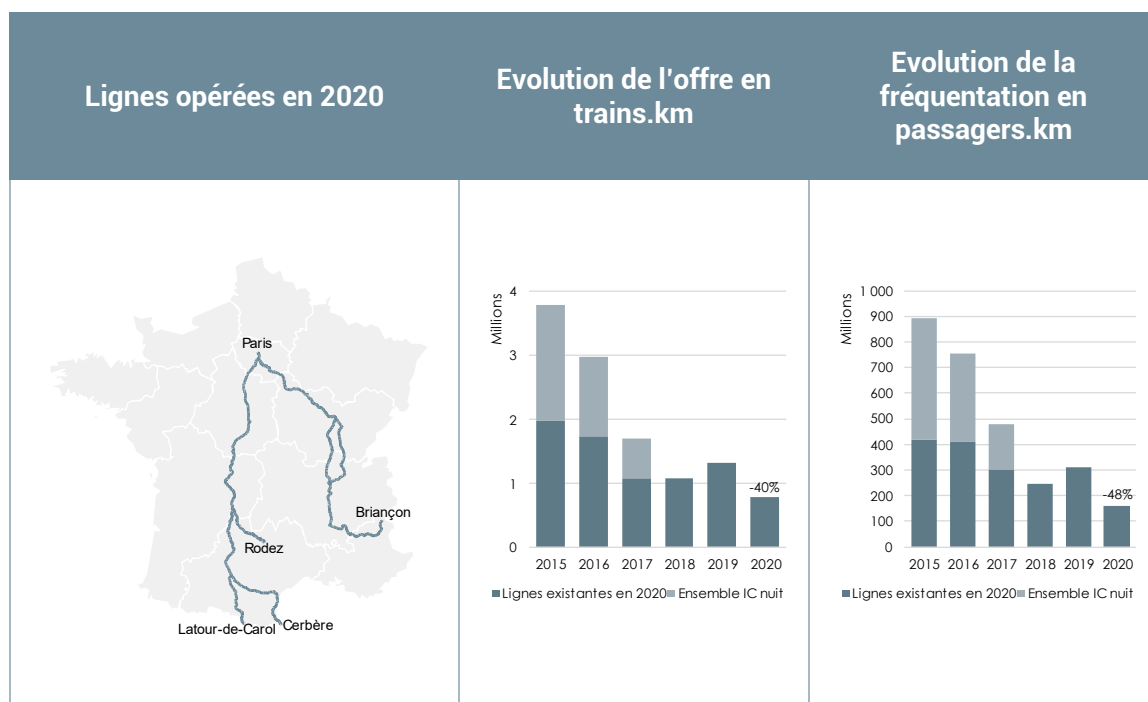 Lignes opérées en 2020
Evolution de l'offre en
trains.km
Evolution de la
fréquentation en
passagers.km
Paris
Briançon
Rodez
Latour-de-Carol
Cerbère
Millions
4
3
2
1
0
-40%
2015 2016 2017 2018 2019 2020
Lignes existantes en 2020 Ensemble IC nuit
Millions
1 000
900
800
700
600
500
400
300
200
100
0
-48%
2015 2016 2017 2018 2019 2020
Lignes existantes en 2020 Ensemble IC nuit